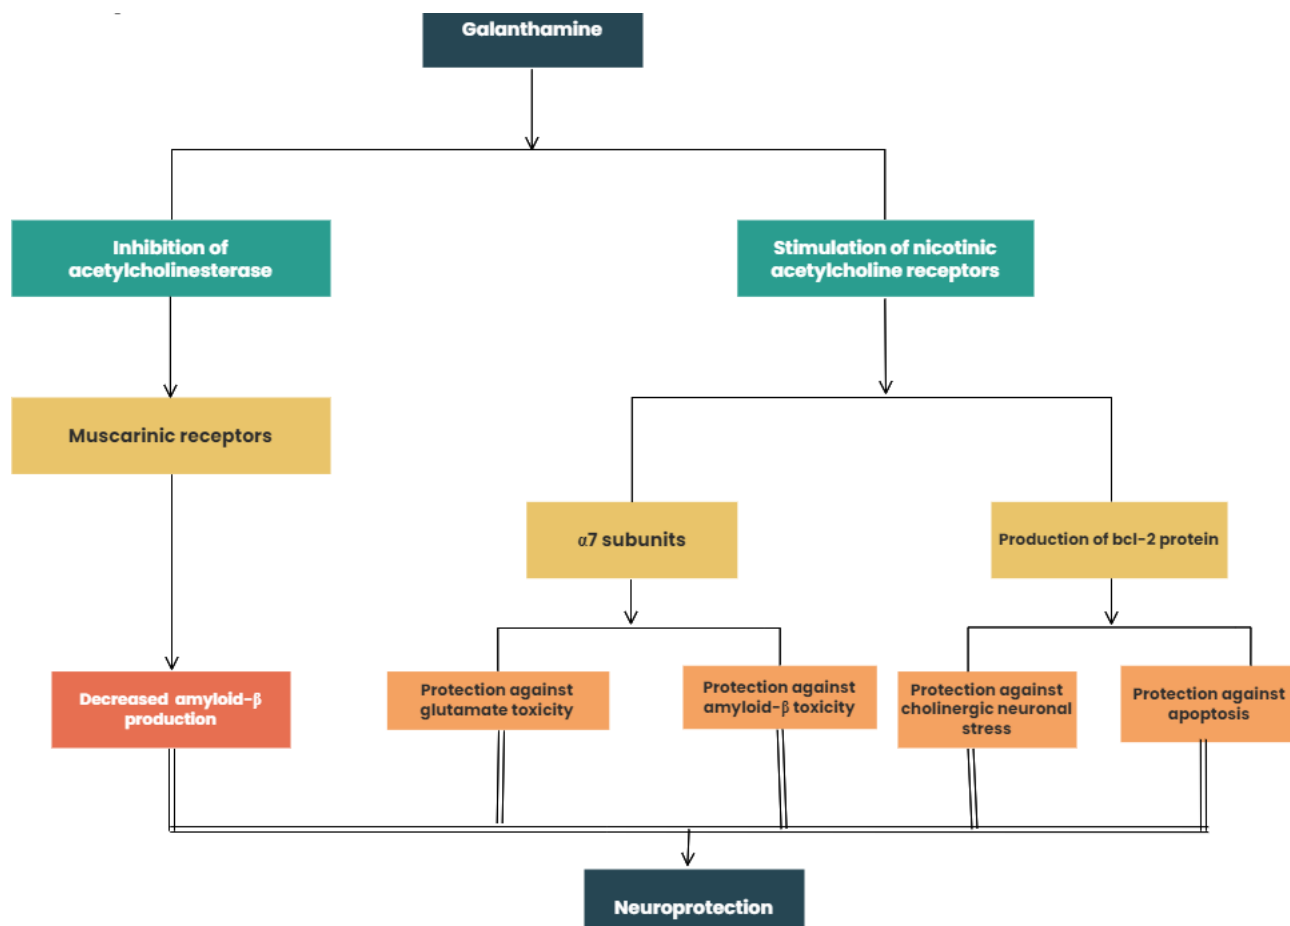 Galanthamine
Inhibition of
acetylcholinesterase
Stimulation of nicotinic
acetylcholine receptors
Muscarinic receptors
α7 subunits
Production of bcl-2 protein
Decreased amyloid-β
production
Protection against
glutamate toxicity
Protection against
amyloid-β toxicity
Protection against
cholinergic neuronal
stress
Protection against
apoptosis
Neuroprotection